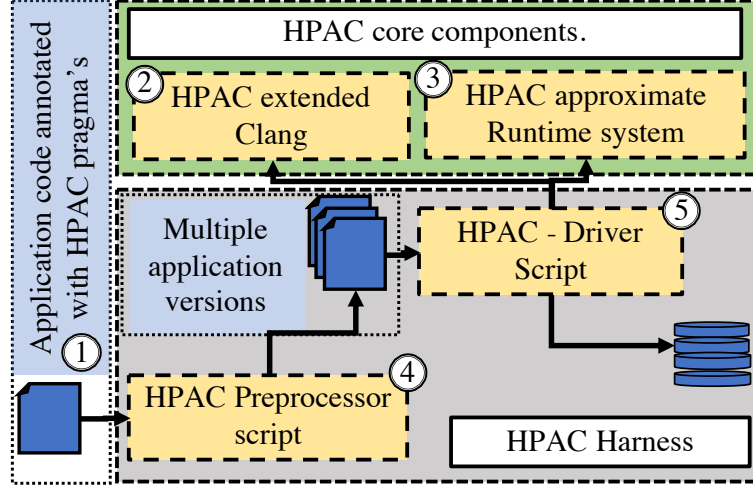 HPAC core components.
2
HPAC extended
Clang
3
HPAC approximate
Runtime system
Application code annotated
with HPAC pragma's
1
Multiple
application
versions
5
HPAC - Driver
Script
4
HPAC Preprocessor
script
HPAC Harness